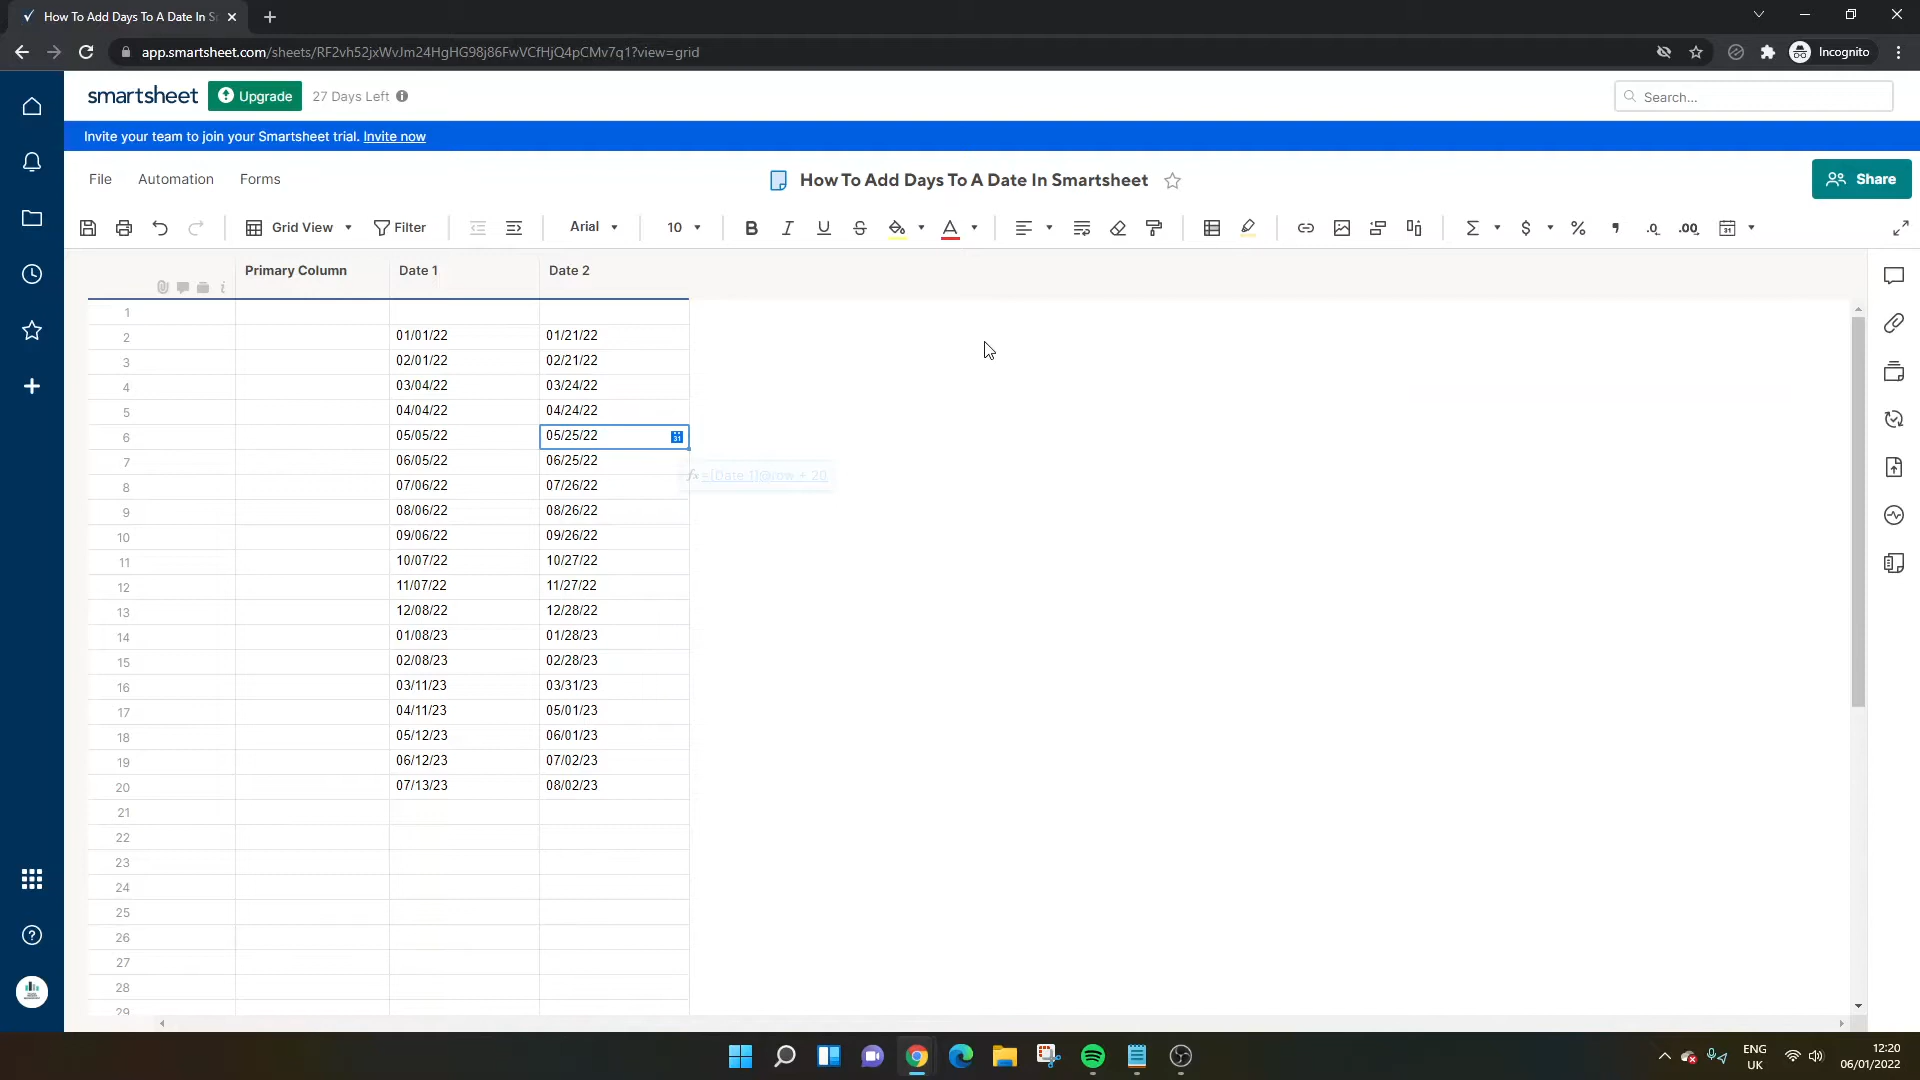 How To Add Days To A Date In S
app.smartsheet.com/sheets/RF2vh52jxWvJm24HgHG98j86FwVCfHjQ4pCMv7q1?view=grid
Incognito
smartsheet
Upgrade
27 Days Left
Search...
Invite your team to join your Smartsheet trial. Invite now
File Automation Forms
How To Add Days To A Date In Smartsheet
Share
Grid View Filter Arial 10 B I U S A Σ $ % .0 .00 31
Primary Column Date 1 Date 2
1
2 01/01/22 01/21/22
3 02/01/22 02/21/22
4 03/04/22 03/24/22
5 04/04/22 04/24/22
6 05/05/22 05/25/22 31
7 06/05/22 06/25/22
fx =[Date 1]@row + 20
8 07/06/22 07/26/22
9 08/06/22 08/26/22
10 09/06/22 09/26/22
11 10/07/22 10/27/22
12 11/07/22 11/27/22
13 12/08/22 12/28/22
14 01/08/23 01/28/23
15 02/08/23 02/28/23
16 03/11/23 03/31/23
17 04/11/23 05/01/23
18 05/12/23 06/01/23
19 06/12/23 07/02/23
20 07/13/23 08/02/23
21
22
23
24
25
26
27
28
29
ENG
UK
12:20
06/01/2022